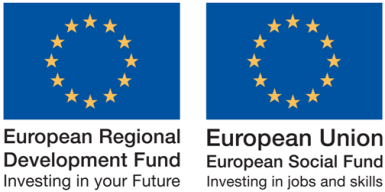 European Regional
Development Fund
Investing in your Future
European Union
European Social Fund
Investing in jobs and skills